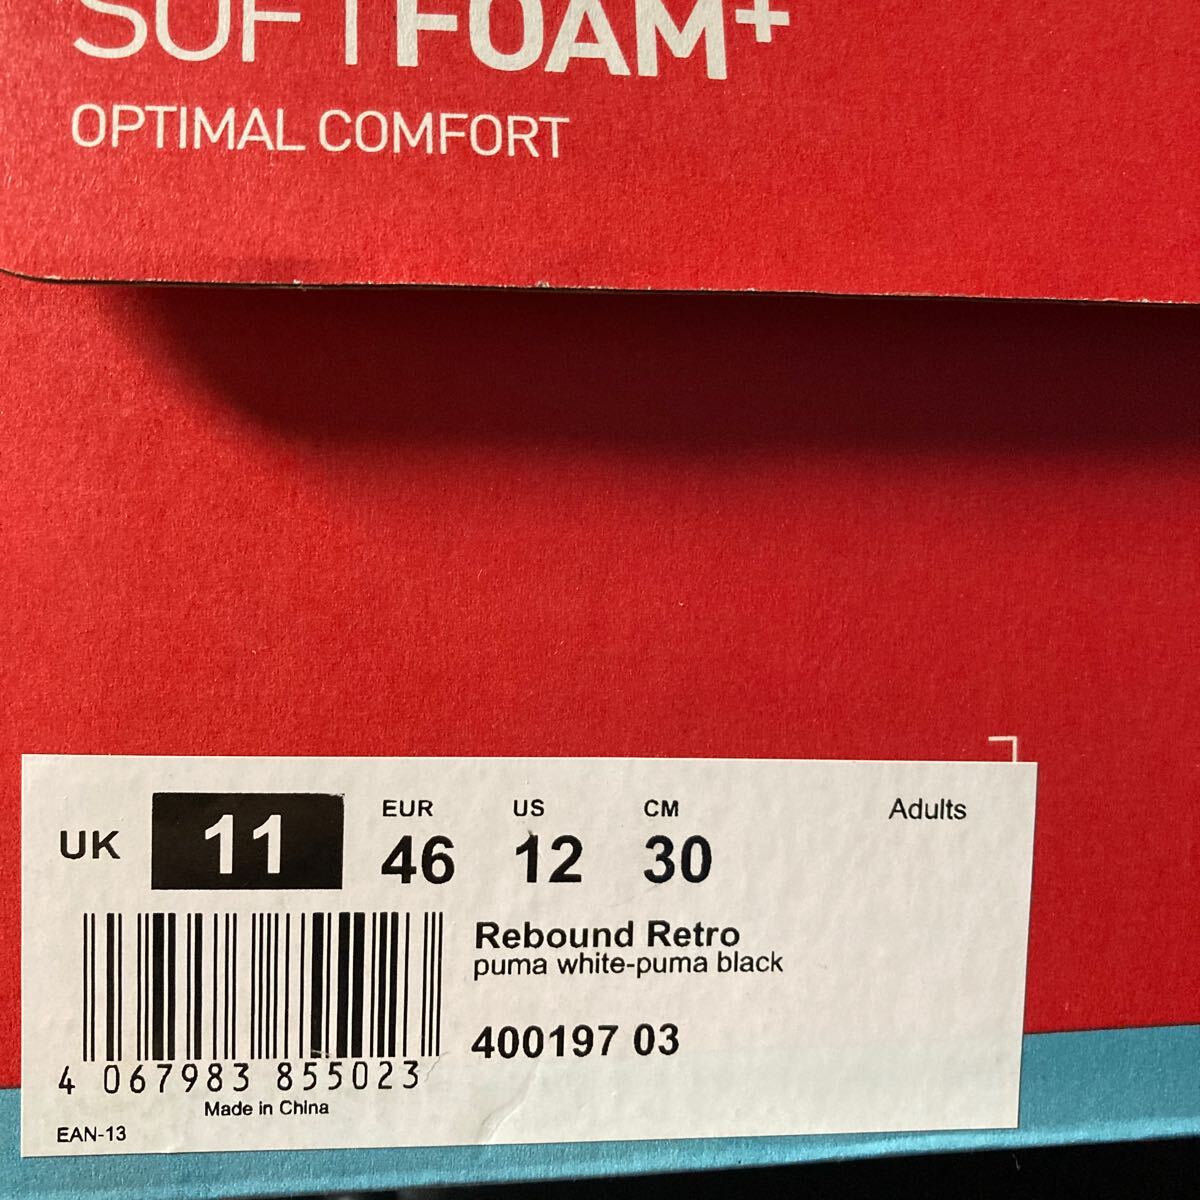 SOFTFOAM+
OPTIMAL COMFORT
UK 11 EUR 46 US 12 CM 30 Adults
Rebound Retro
puma white-puma black
400197 03
4 067983 855023
Made in China
EAN-13